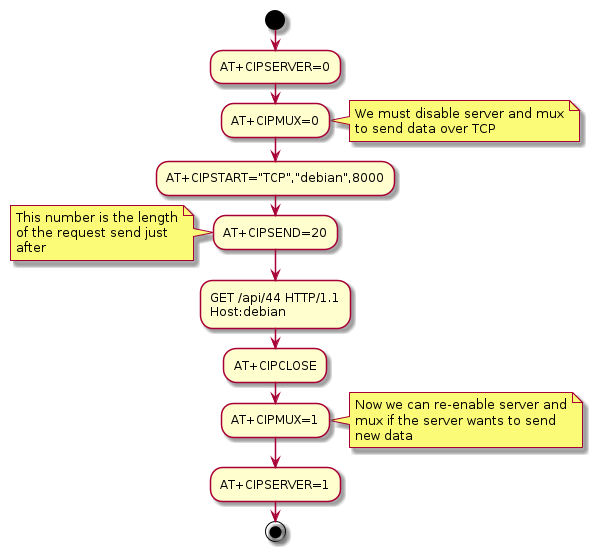 AT+CIPSERVER=0
AT+CIPMUX=0
We must disable server and mux
to send data over TCP
AT+CIPSTART="TCP","debian",8000
This number is the length
of the request send just
after
AT+CIPSEND=20
GET /api/44 HTTP/1.1
Host:debian
AT+CIPCLOSE
AT+CIPMUX=1
Now we can re-enable server and
mux if the server wants to send
new data
AT+CIPSERVER=1